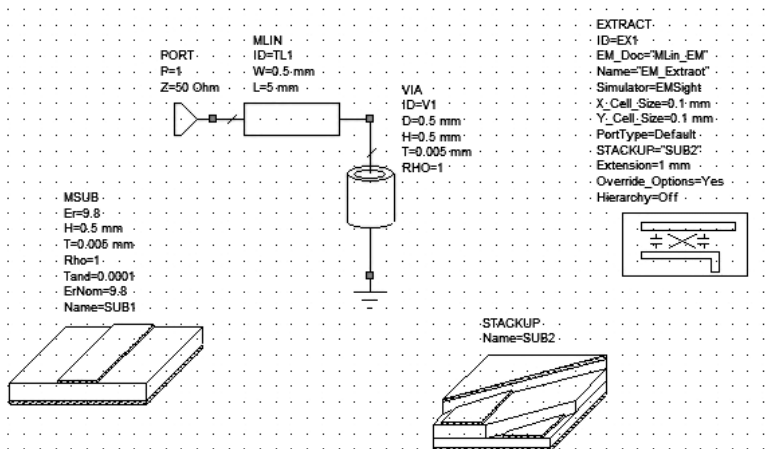 PORT
P=1
Z=50 Ohm
MLIN
ID=TL1
W=0.5 mm
L=5 mm
VIA
ID=V1
D=0.5 mm
H=0.5 mm
T=0.005 mm
RHO=1
EXTRACT
ID=EX1
EM_Doc="MLin_EM"
Name="EM_Extract"
Simulator=EMSight
X_Cell_Size=0.1 mm
Y_Cell_Size=0.1 mm
PortType=Default
STACKUP="SUB2"
Extension=1 mm
Override_Options=Yes
Hierarchy=Off
MSUB
Er=9.8
H=0.5 mm
T=0.005 mm
Rho=1
Tand=0.0001
ErNom=9.8
Name=SUB1
STACKUP
Name=SUB2